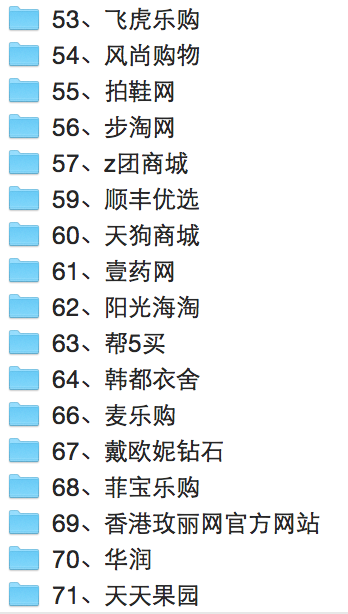 53、飞虎乐购
54、风尚购物
55、拍鞋网
56、步淘网
57、z团商城
59、顺丰优选
60、天狗商城
61、壹药网
62、阳光海淘
63、帮5买
64、韩都衣舍
66、麦乐购
67、戴欧妮钻石
68、菲宝乐购
69、香港玫丽网官方网站
70、华润
71、天天果园